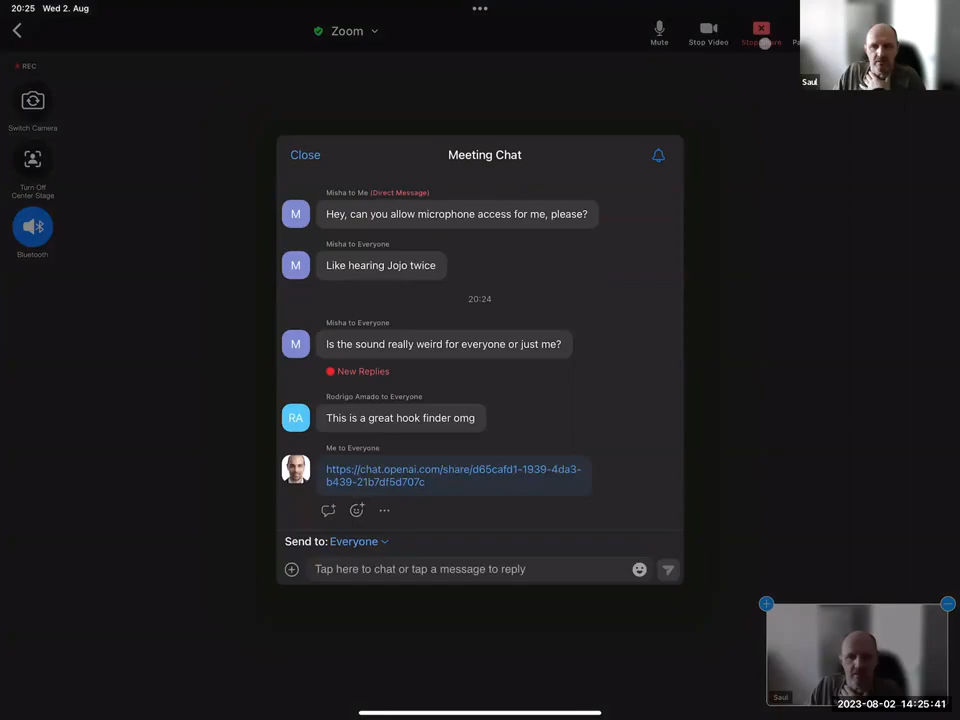 20:25 Wed 2. Aug
Zoom
Mute
Stop Video
Stop Share
REC
Saul
Switch Camera
Turn Off
Center Stage
Bluetooth
Close
Meeting Chat
Misha to Me (Direct Message)
M
Hey, can you allow microphone access for me, please?
Misha to Everyone
M
Like hearing Jojo twice
20:24
Misha to Everyone
M
Is the sound really weird for everyone or just me?
New Replies
Rodrigo Amado to Everyone
RA
This is a great hook finder omg
Me to Everyone
https://chat.openai.com/share/d65cafd1-1939-4da3-
b439-21b7df5d707c
Send to: Everyone
Tap here to chat or tap a message to reply
Saul
2023-08-02 14:25:41